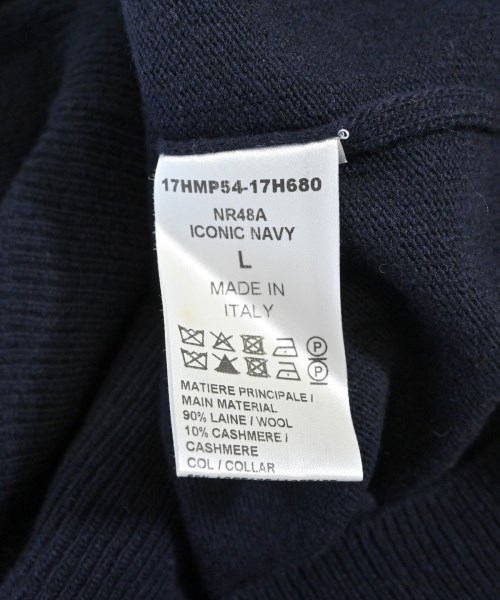 17HMP54-17H680
NR48A
ICONIC NAVY
L
MADE IN
ITALY
P
P
MATIERE PRINCIPALE /
MAIN MATERIAL
90% LAINE / WOOL
10% CASHMERE /
CASHMERE
COL / COLLAR